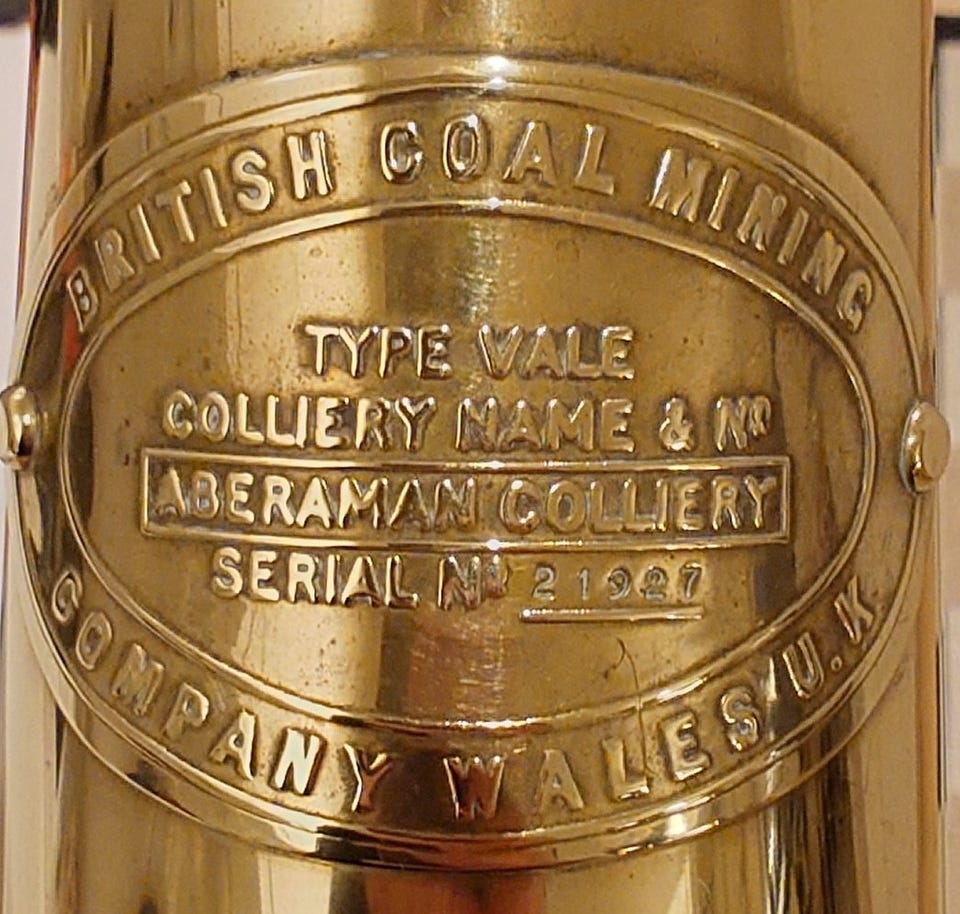 BRITISH COAL MINING
TYPE VALE
COLLIERY NAME & Nº
ABERAMAN COLLIERY
SERIAL Nº 21927
COMPANY WALES/U.K